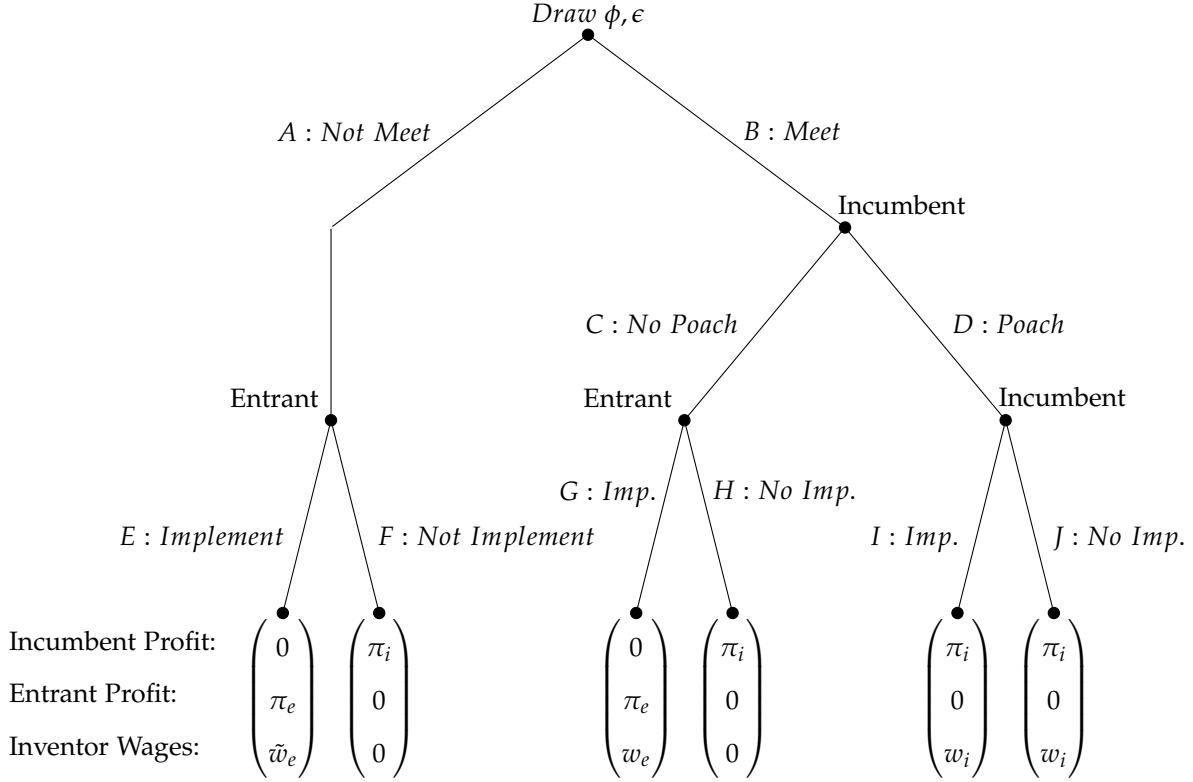 Draw ϕ, ϵ
A : Not Meet
B : Meet
Incumbent
C : No Poach
D : Poach
Entrant
Entrant
Incumbent
G : Imp.
H : No Imp.
E : Implement
F : Not Implement
I : Imp.
J : No Imp.
Incumbent Profit: 0 π_i 0 π_i π_i π_i
Entrant Profit: π_e 0 π_e 0 0 0
Inventor Wages: w̃_e 0 w_e 0 w_i w_i